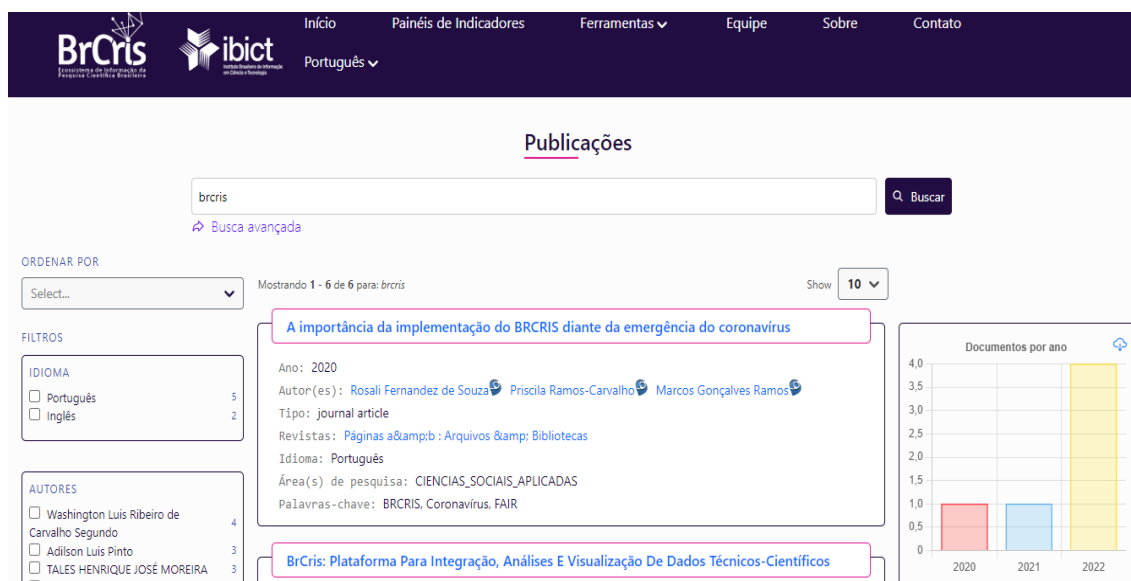 BrCris
Ecossistema de Informação da
Pesquisa Científica Brasileira
ibict
Instituto Brasileiro de Informação
em Ciência e Tecnologia
Início Painéis de Indicadores Ferramentas Equipe Sobre Contato
Português
Publicações
brcris
Buscar
Busca avançada
ORDENAR POR
Select...
Mostrando 1 - 6 de 6 para: brcris
Show 10
FILTROS
IDIOMA
Português 5
Inglês 2
AUTORES
Washington Luis Ribeiro de
Carvalho Segundo 4
Adilson Luis Pinto 3
TALES HENRIQUE JOSÉ MOREIRA 3
A importância da implementação do BRCRIS diante da emergência do coronavírus
Ano: 2020
Autor(es): Rosali Fernandez de Souza Priscila Ramos-Carvalho Marcos Gonçalves Ramos
Tipo: journal article
Revistas: Páginas a&amp;b : Arquivos &amp; Bibliotecas
Idioma: Português
Área(s) de pesquisa: CIENCIAS_SOCIAIS_APLICADAS
Palavras-chave: BRCRIS, Coronavírus, FAIR
BrCris: Plataforma Para Integração, Análises E Visualização De Dados Técnicos-Científicos
Documentos por ano
4,0
3,5
3,0
2,5
2,0
1,5
1,0
0,5
0
2020 2021 2022